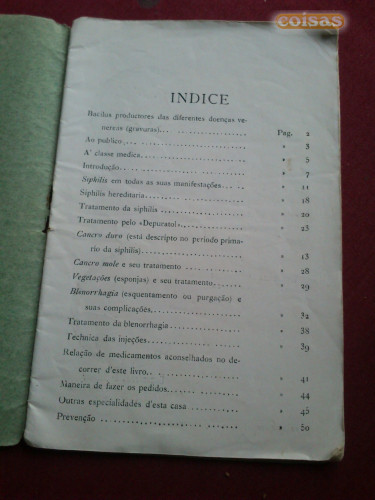 coisas
INDICE
Bacilus productores das diferentes doenças ve-
nereas (gravuras)... Pag. 2
Ao publico » 3
A' classe medica » 5
Introdução » 7
Siphilis em todas as suas manifestações » 11
Siphilis hereditaria » 18
Tratamento da siphilis » 20
Tratamento pelo «Depuratol» » 23
Cancro duro (está descripto no período prima-
rio da siphilis) » 13
Cancro mole e seu tratamento » 28
Vegetações (esponjas) e seu tratamento » 29
Blenorrhagia (esquentamento ou purgação) e
suas complicações » 32
Tratamento da blenorrhagia » 38
Technica das injeções » 39
Relação de medicamentos aconselhados no de-
correr d'este livro » 41
Maneira de fazer os pedidos » 44
Outras especialidades d'esta casa » 45
Prevenção » 50